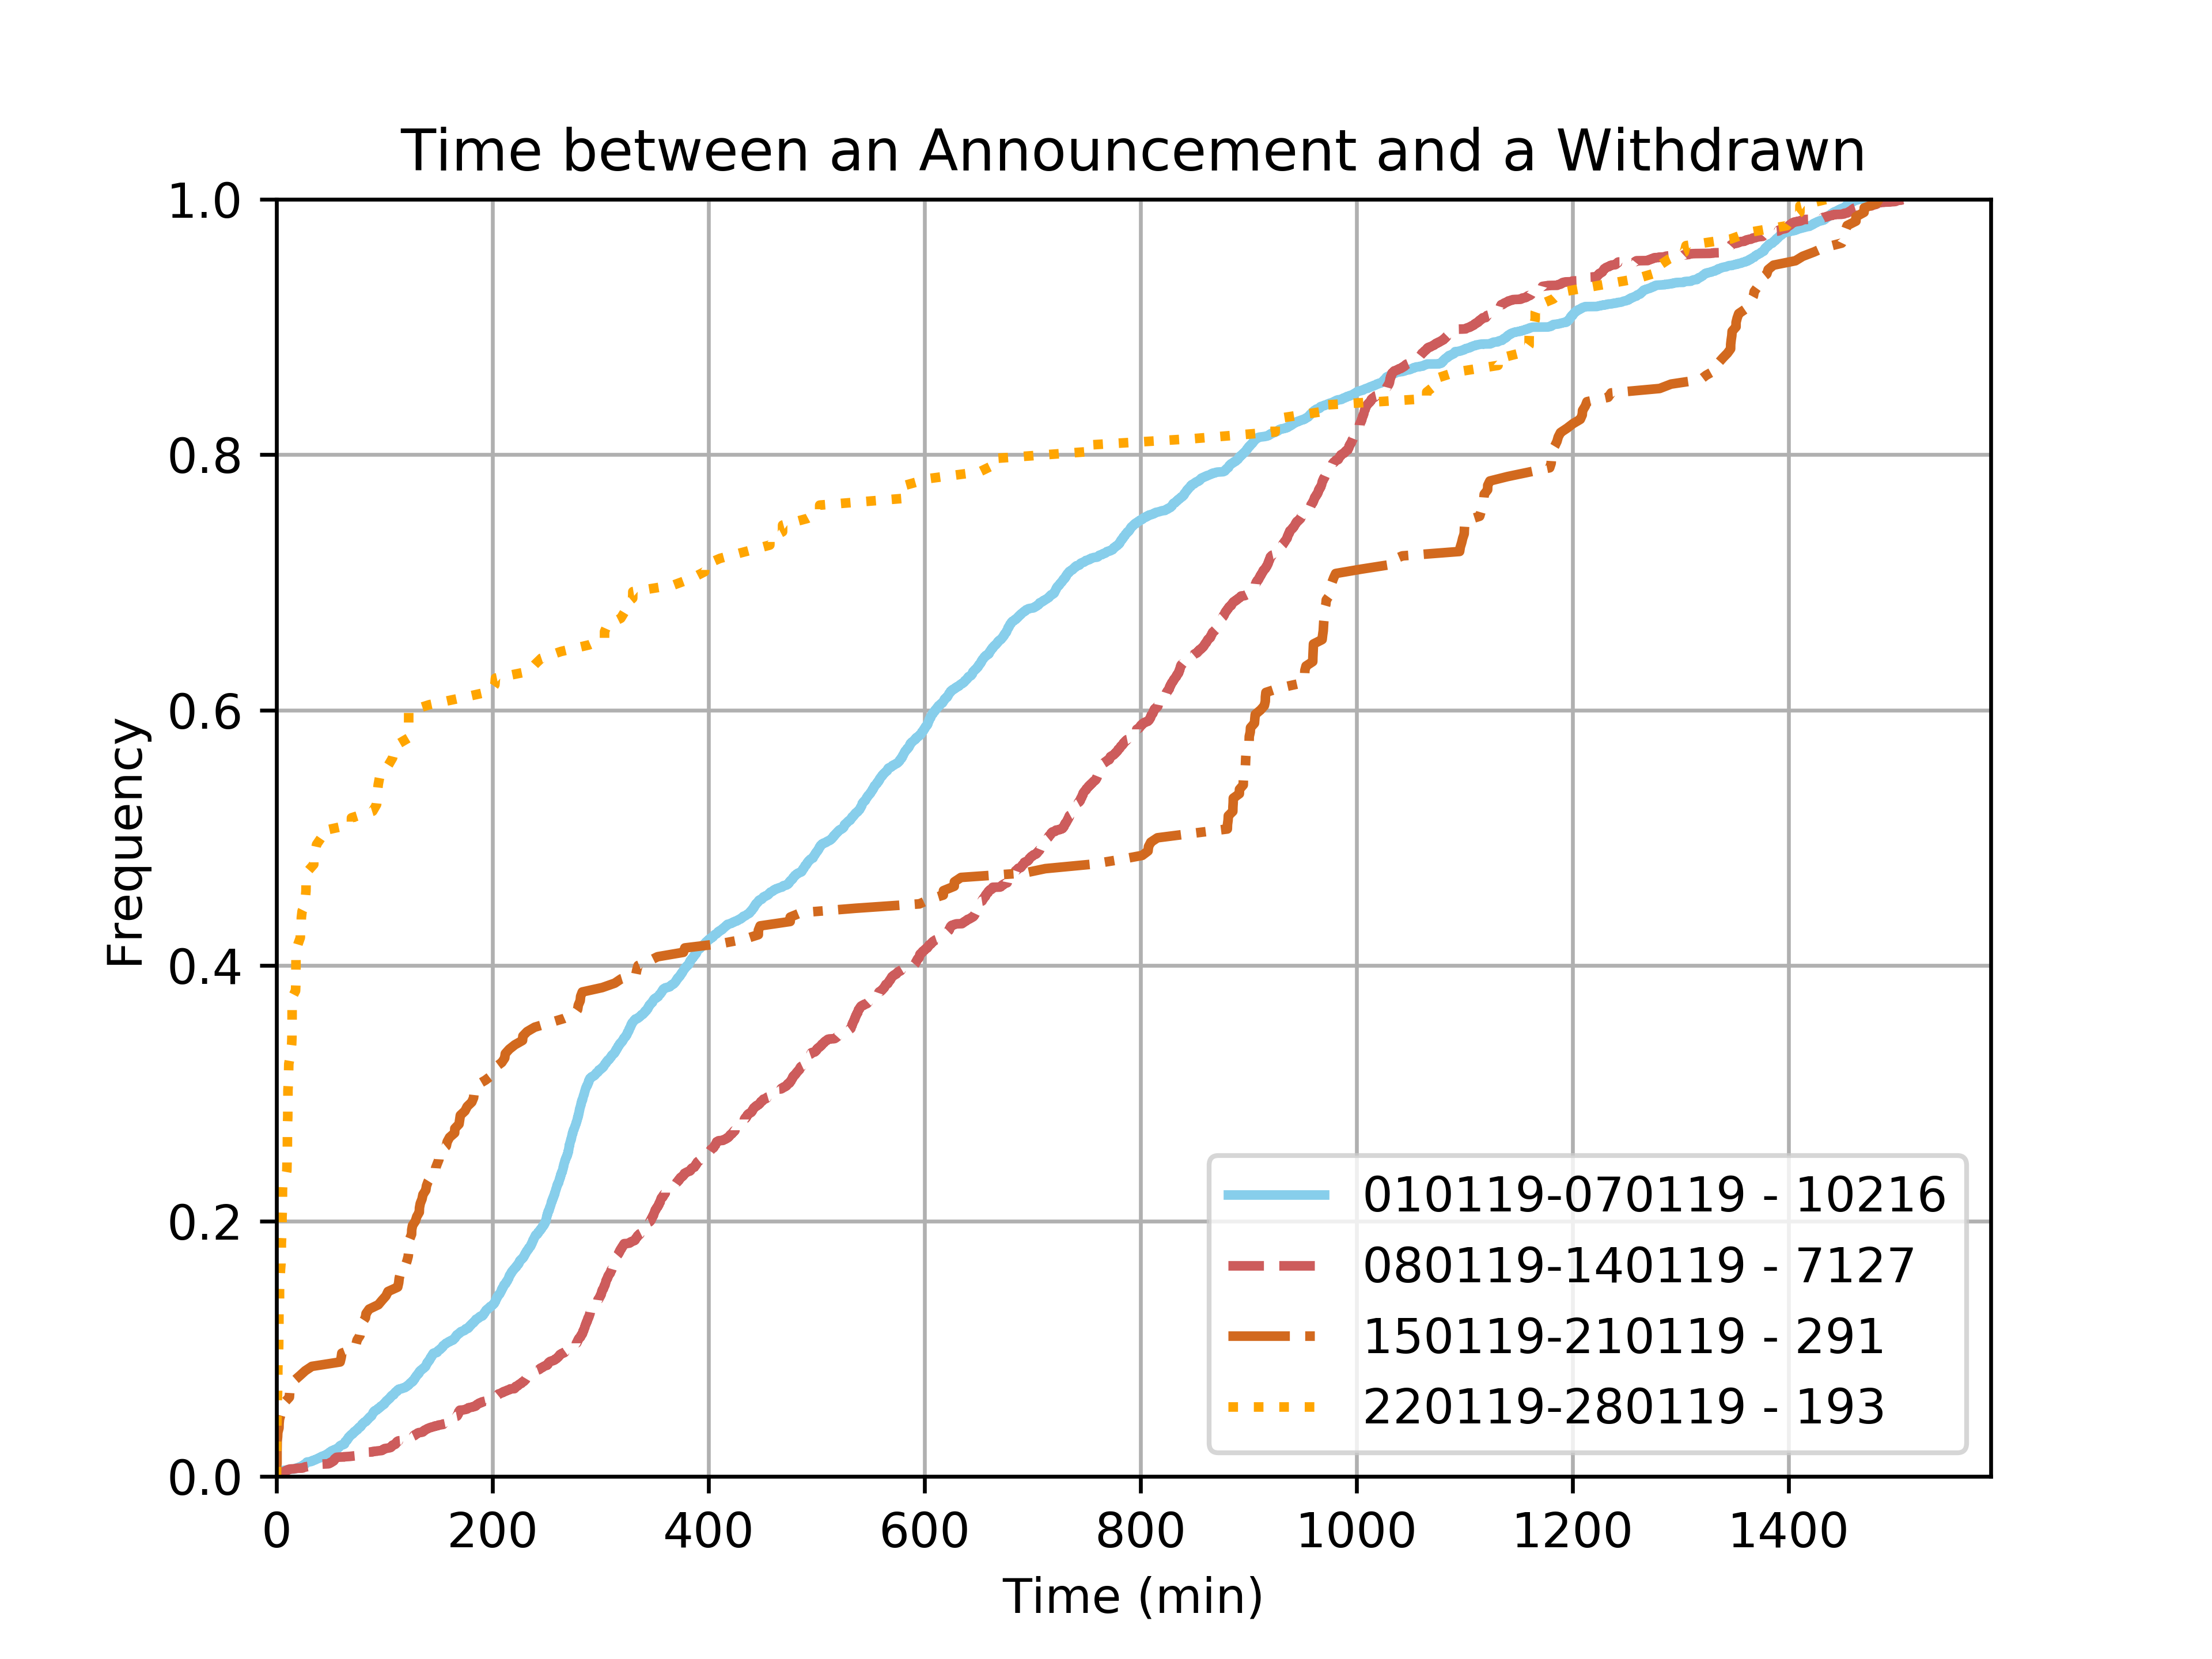 Time between an Announcement and a Withdrawn
1.0
0.8
0.6
0.4
0.2
0.0
Frequency
010119-070119 - 10216
080119-140119 - 7127
150119-210119 - 291
220119-280119 - 193
0 200 400 600 800 1000 1200 1400
Time (min)